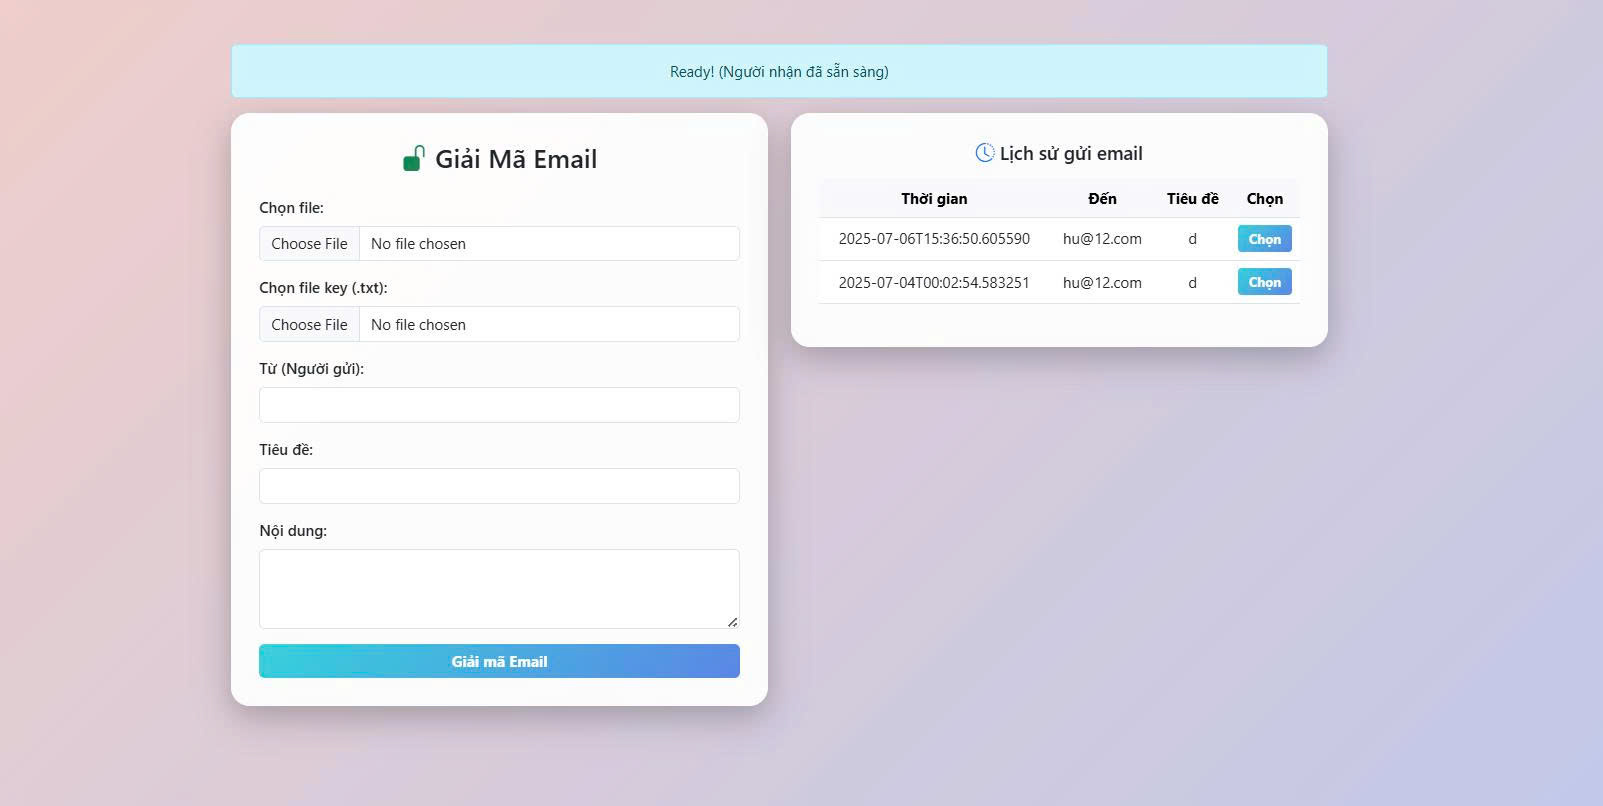 Ready! (Người nhận đã sẵn sàng)
Giải Mã Email
Chọn file:
Choose File No file chosen
Chọn file key (.txt):
Choose File No file chosen
Từ (Người gửi):
Tiêu đề:
Nội dung:
Giải mã Email
Lịch sử gửi email
Thời gian Đến Tiêu đề Chọn
2025-07-06T15:36:50.605590 hu@12.com d Chọn
2025-07-04T00:02:54.583251 hu@12.com d Chọn